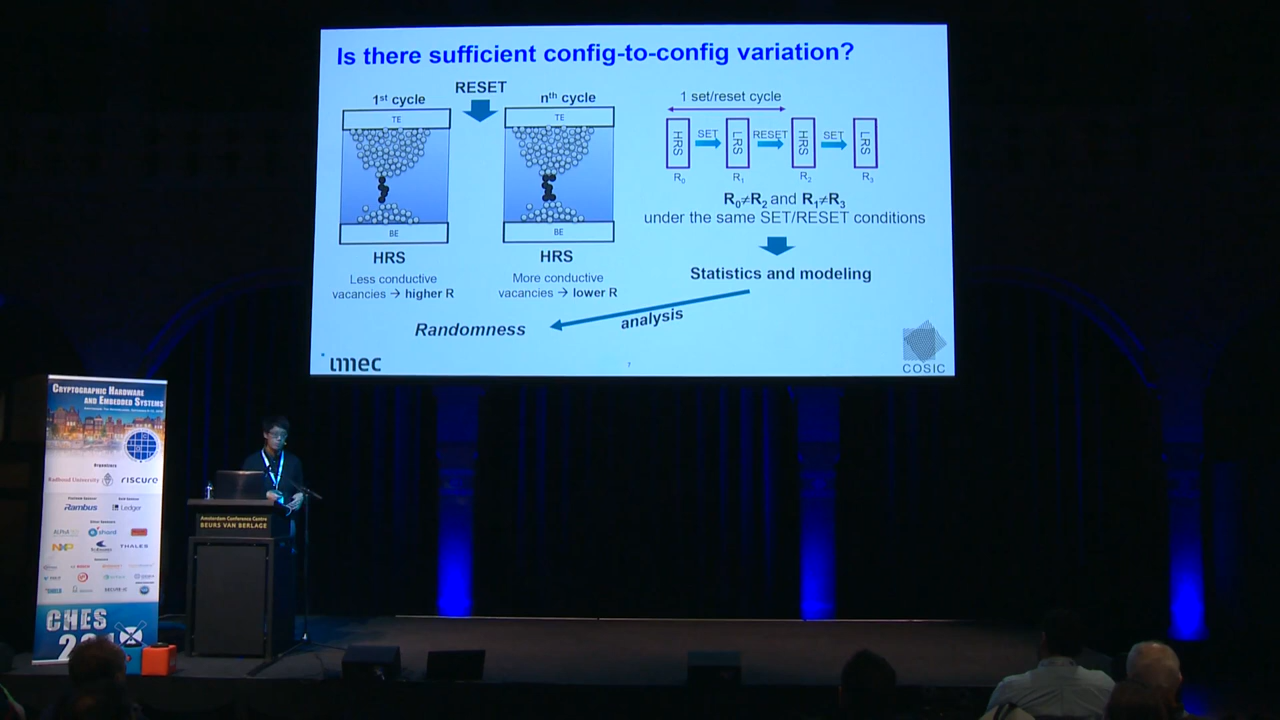 Is there sufficient config-to-config variation?
1st cycle
RESET
nth cycle
TE
TE
BE
BE
HRS
HRS
Less conductive
vacancies → higher R
More conductive
vacancies → lower R
1 set/reset cycle
HRS
SET
LRS
RESET
HRS
SET
LRS
R0
R1
R2
R3
R0≠R2 and R1≠R3
under the same SET/RESET conditions
Statistics and modeling
analysis
Randomness
imec
7
COSIC
CRYPTOGRAPHIC HARDWARE
AND EMBEDDED SYSTEMS
Organizers
Radboud University
riscure
Rambus
Ledger
NXP
THALES
CHES
Amsterdam Conference Centre
BEURS VAN BERLAGE